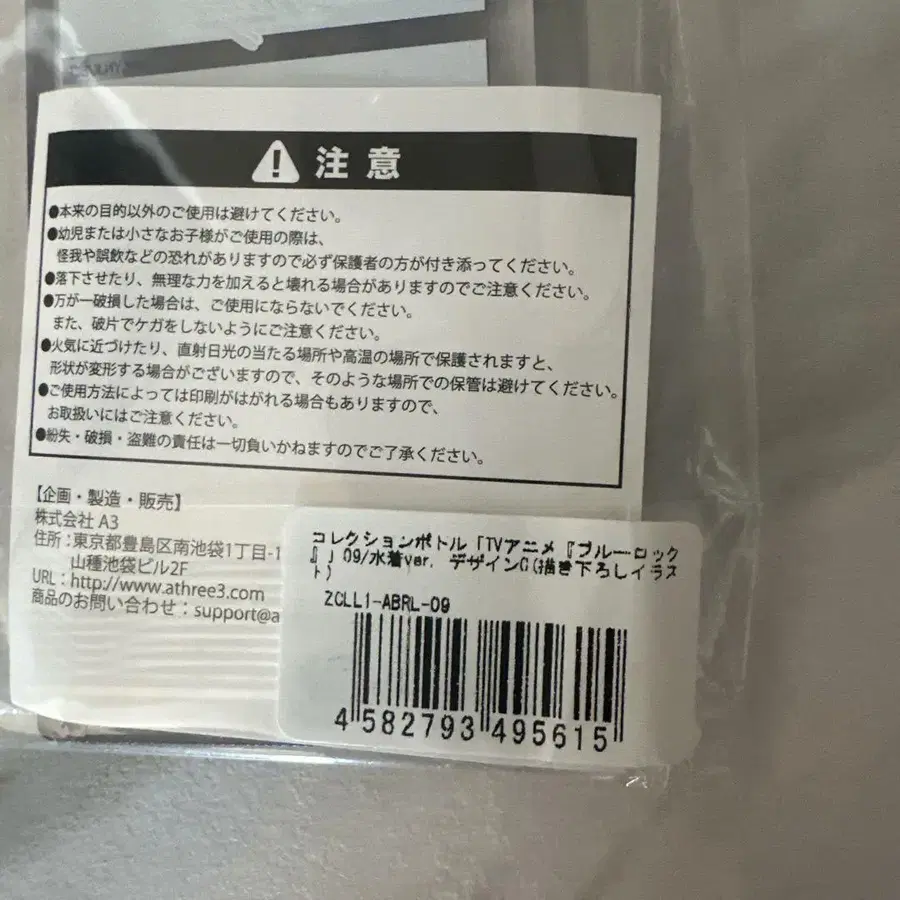 注意
●本来の目的以外のご使用は避けてください。
●幼児または小さなお子様がご使用の際は、
怪我や誤飲などの恐れがありますので必ず保護者の方が付き添ってください。
●落下させたり、無理な力を加えると壊れる場合がありますのでご注意ください。
●万が一破損した場合は、ご使用にならないでください。
また、破片でケガをしないようにご注意ください。
●火気に近づけたり、直射日光の当たる場所や高温の場所で保護されますと、
形状が変形する場合がございますので、そのような場所での保管は避けてください。
●ご使用方法によっては印刷がはがれる場合もありますので、
お取扱いにはご注意ください。
●紛失・破損・盗難の責任は一切負いかねますのでご了承ください。
【企画・製造・販売】
株式会社 A3
住所：東京都豊島区南池袋1丁目-1
山種池袋ビル2F
URL：http://www.athree3.com
商品のお問い合わせ：support@a
コレクションボトル「TVアニメ『ブルーロック
』」09/水着ver. デザインG(描き下ろしイラス
ト)
2CLL1-ABRL-09
4 582793 495615